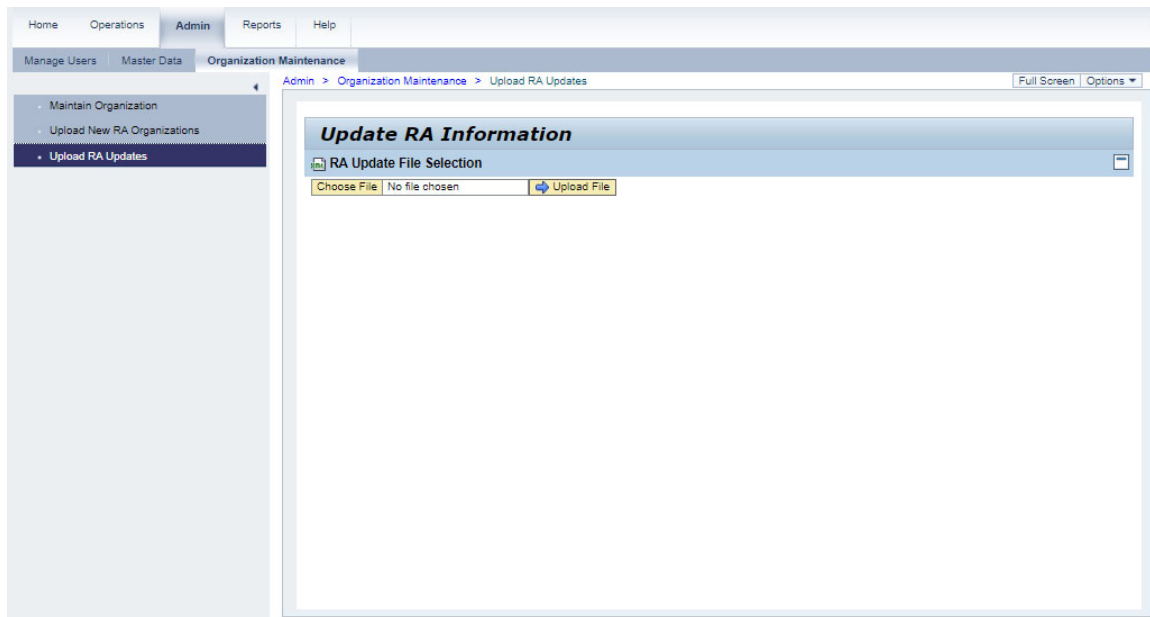 Home Operations Admin Reports Help
Manage Users Master Data Organization Maintenance
Admin > Organization Maintenance > Upload RA Updates Full Screen Options
Maintain Organization
Upload New RA Organizations
Upload RA Updates
Update RA Information
RA Update File Selection
Choose File No file chosen Upload File